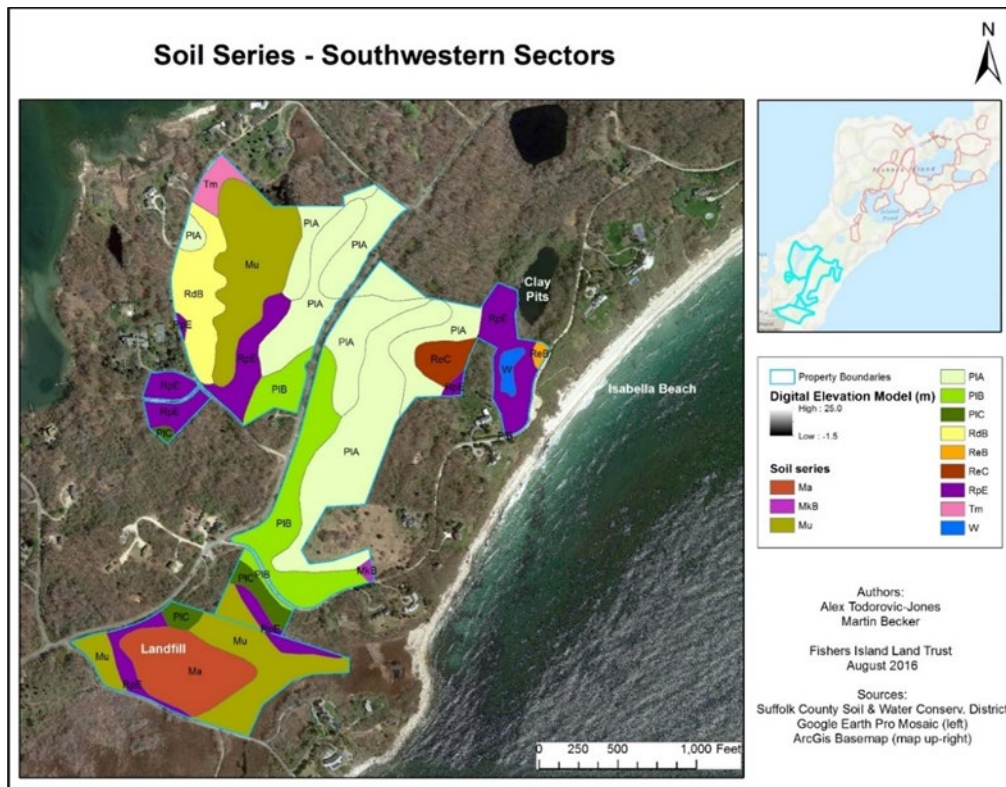 Soil Series - Southwestern Sectors
N
Tm
PlA
PlA
PlA
Mu
RdB
PlA
PlA
Clay
Pits
RpE
PlA
RpE
ReC
ReB
W
RpE
PlB
Isabella Beach
RpE
RpE
PlC
PlA
PlB
MkB
PlB
PlC
PlC
RpE
Mu
Landfill
Mu
Ma
RpE
0 250 500 1,000 Feet
Property Boundaries
Digital Elevation Model (m)
High : 25.0
Low : -1.5
Soil series
Ma
MkB
Mu
PlA
PlB
PlC
RdB
ReB
ReC
RpE
Tm
W
Authors:
Alex Todorovic-Jones
Martin Becker
Fishers Island Land Trust
August 2016
Sources:
Suffolk County Soil & Water Conserv. District
Google Earth Pro Mosaic (left)
ArcGis Basemap (map up-right)